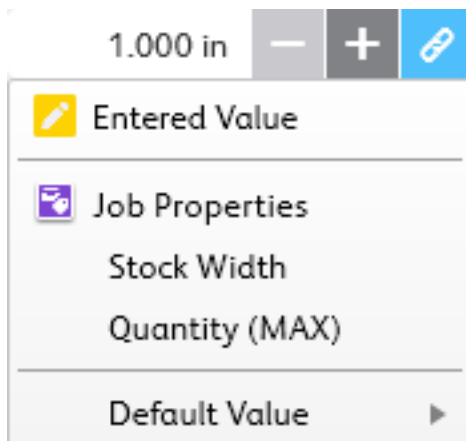 1.000 in
Entered Value
Job Properties
Stock Width
Quantity (MAX)
Default Value